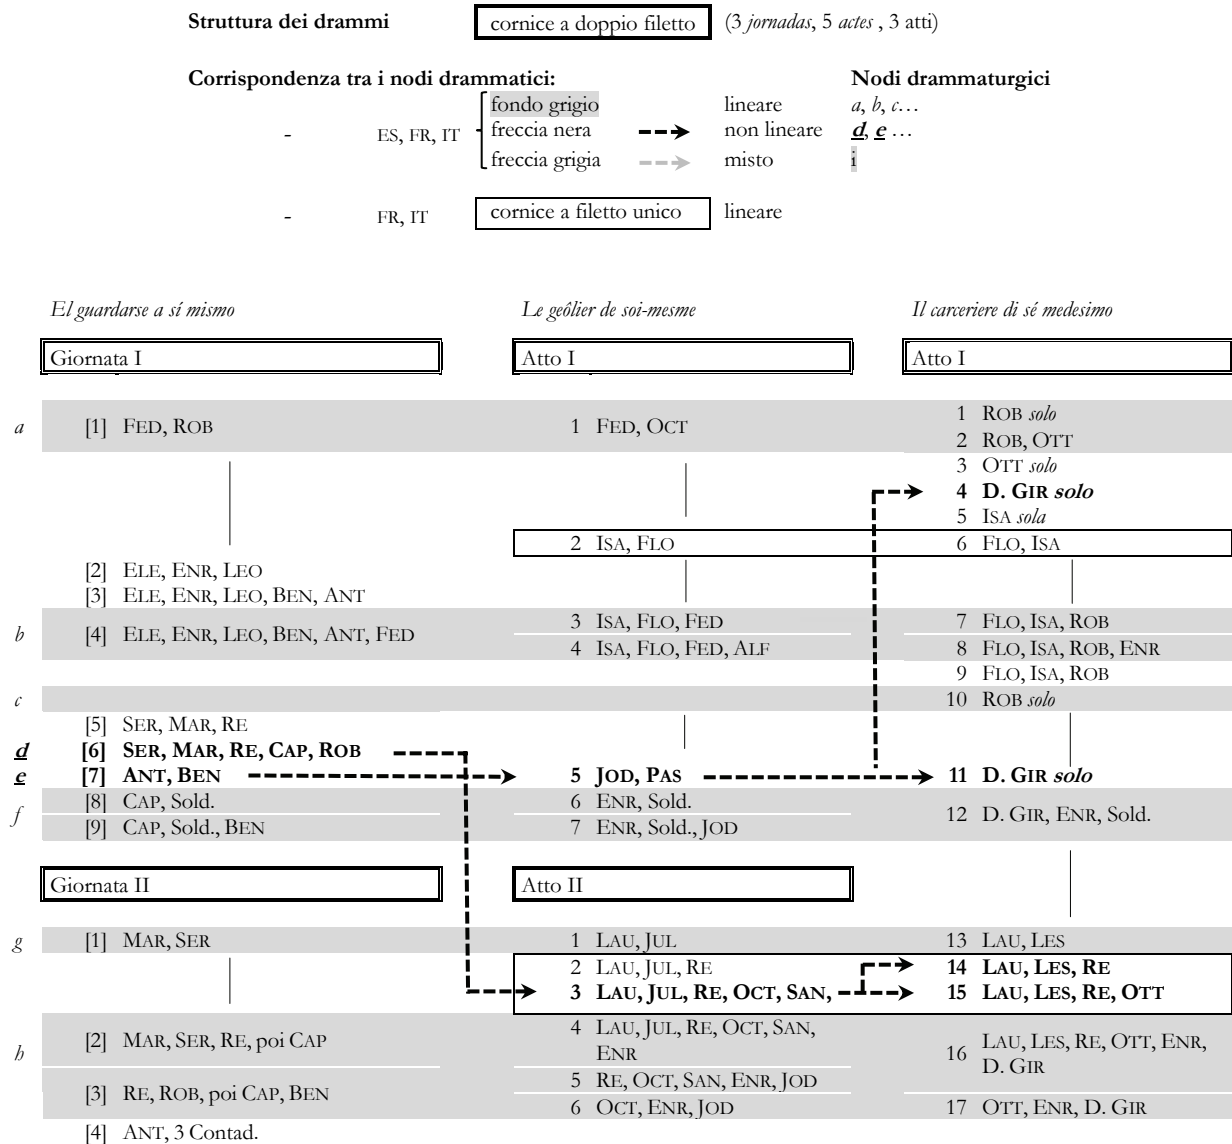 Struttura dei drammi cornice a doppio filetto (3 jornadas, 5 actes , 3 atti)
Corrispondenza tra i nodi drammatici: Nodi drammaturgici
fondo grigio lineare a, b, c…
- ES, FR, IT freccia nera non lineare d, e …
freccia grigia misto i
- FR, IT cornice a filetto unico lineare
El guardarse a sí mismo Le geôlier de soi-mesme Il carceriere di sé medesimo
Giornata I Atto I Atto I
1 ROB solo
a [1] FED, ROB 1 FED, OCT
2 ROB, OTT
3 OTT solo
4 D. GIR solo
5 ISA sola
2 ISA, FLO 6 FLO, ISA
[2] ELE, ENR, LEO
[3] ELE, ENR, LEO, BEN, ANT
b [4] ELE, ENR, LEO, BEN, ANT, FED 3 ISA, FLO, FED 7 FLO, ISA, ROB
4 ISA, FLO, FED, ALF 8 FLO, ISA, ROB, ENR
9 FLO, ISA, ROB
c 10 ROB solo
[5] SER, MAR, RE
d [6] SER, MAR, RE, CAP, ROB
e [7] ANT, BEN 5 JOD, PAS 11 D. GIR solo
f [8] CAP, Sold. 6 ENR, Sold. 12 D. GIR, ENR, Sold.
[9] CAP, Sold., BEN 7 ENR, Sold., JOD
Giornata II Atto II
g [1] MAR, SER 1 LAU, JUL 13 LAU, LES
2 LAU, JUL, RE 14 LAU, LES, RE
3 LAU, JUL, RE, OCT, SAN, 15 LAU, LES, RE, OTT
h [2] MAR, SER, RE, poi CAP 4 LAU, JUL, RE, OCT, SAN, 16 LAU, LES, RE, OTT, ENR,
ENR D. GIR
[3] RE, ROB, poi CAP, BEN 5 RE, OCT, SAN, ENR, JOD
6 OCT, ENR, JOD 17 OTT, ENR, D. GIR
[4] ANT, 3 Contad.